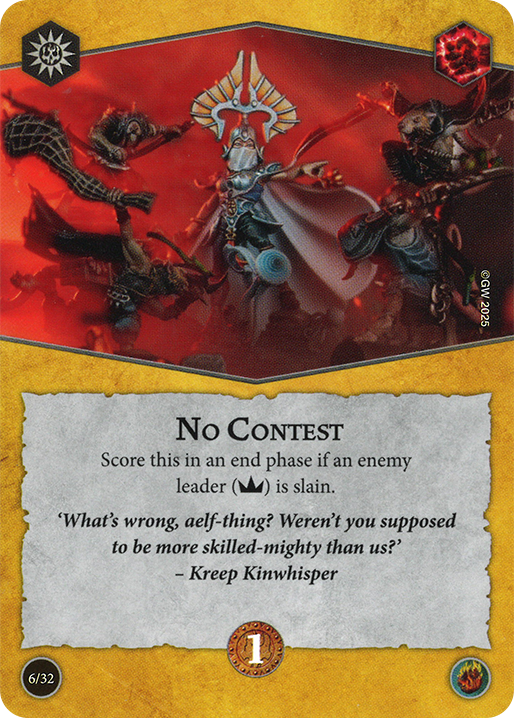 ©GW 2025
No Contest
Score this in an end phase if an enemy
leader () is slain.
‘What’s wrong, aelf-thing? Weren’t you supposed
to be more skilled-mighty than us?’
– Kreep Kinwhisper
1
6/32